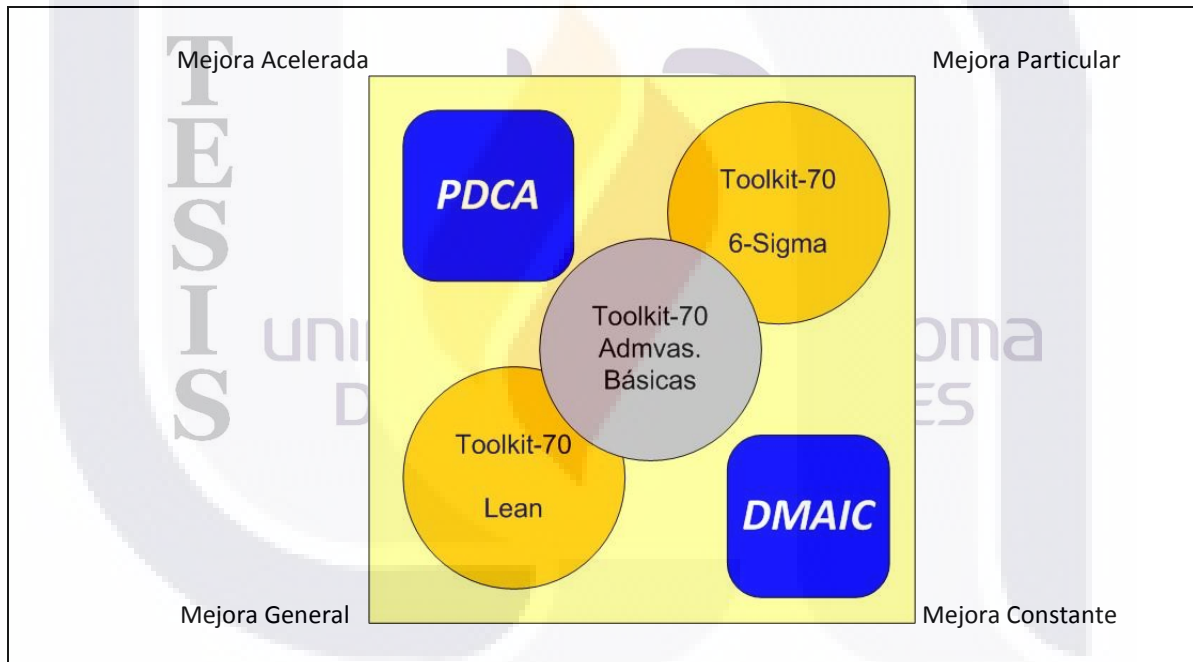 TESIS
Mejora Acelerada
Mejora Particular
PDCA
Toolkit-70
6-Sigma
Toolkit-70
Admvas.
Básicas
Toolkit-70
Lean
DMAIC
Mejora General
Mejora Constante